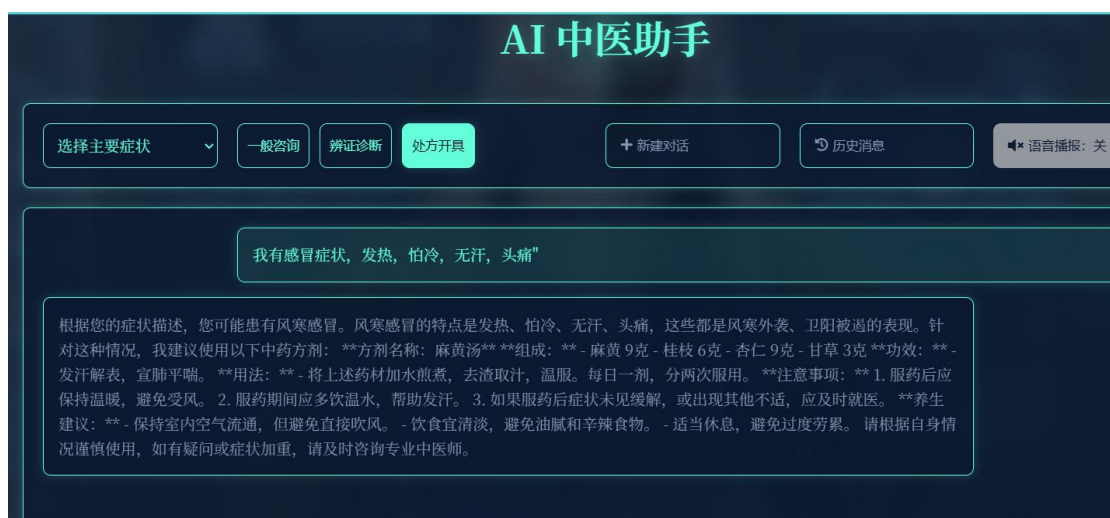 AI 中医助手
选择主要症状 一般咨询 辨证诊断 处方开具 新建对话 历史消息 语音播报：关
我有感冒症状，发热，怕冷，无汗，头痛"
根据您的症状描述，您可能患有风寒感冒。风寒感冒的特点是发热、怕冷、无汗、头痛，这些都是风寒外袭、卫阳被遏的表现。针
对这种情况，我建议使用以下中药方剂： **方剂名称：麻黄汤** **组成：** - 麻黄 9克 - 桂枝 6克 - 杏仁 9克 - 甘草 3克 **功效：** -
发汗解表，宣肺平喘。 **用法：** - 将上述药材加水煎煮，去渣取汁，温服。每日一剂，分两次服用。 **注意事项：** 1. 服药后应
保持温暖，避免受风。 2. 服药期间应多饮温水，帮助发汗。 3. 如果服药后症状未见缓解，或出现其他不适，应及时就医。 **养生
建议：** - 保持室内空气流通，但避免直接吹风。 - 饮食宜清淡，避免油腻和辛辣食物。 - 适当休息，避免过度劳累。 请根据自身情
况谨慎使用，如有疑问或症状加重，请及时咨询专业中医师。